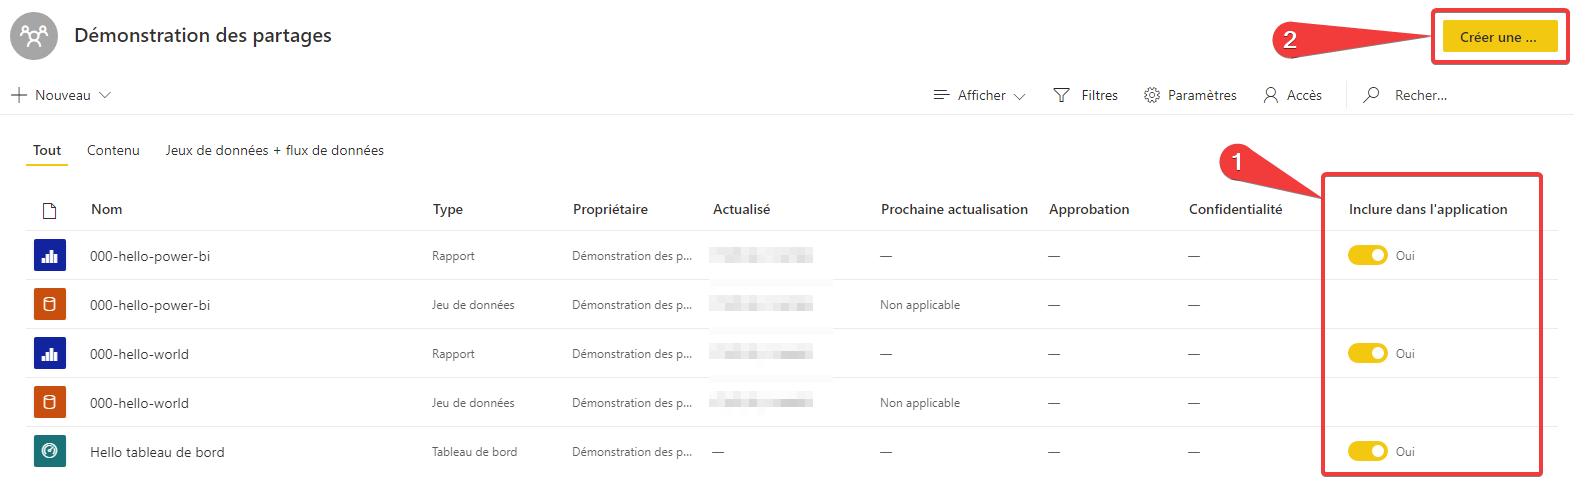 Démonstration des partages
2
Créer une ...
Nouveau
Afficher Filtres Paramètres Accès Recher...
Tout Contenu Jeux de données + flux de données
1
Nom Type Propriétaire Actualisé Prochaine actualisation Approbation Confidentialité Inclure dans l'application
000-hello-power-bi Rapport Démonstration des p... — — — Oui
000-hello-power-bi Jeu de données Démonstration des p... Non applicable — —
000-hello-world Rapport Démonstration des p... — — — Oui
000-hello-world Jeu de données Démonstration des p... Non applicable — —
Hello tableau de bord Tableau de bord Démonstration des p... — — — — Oui